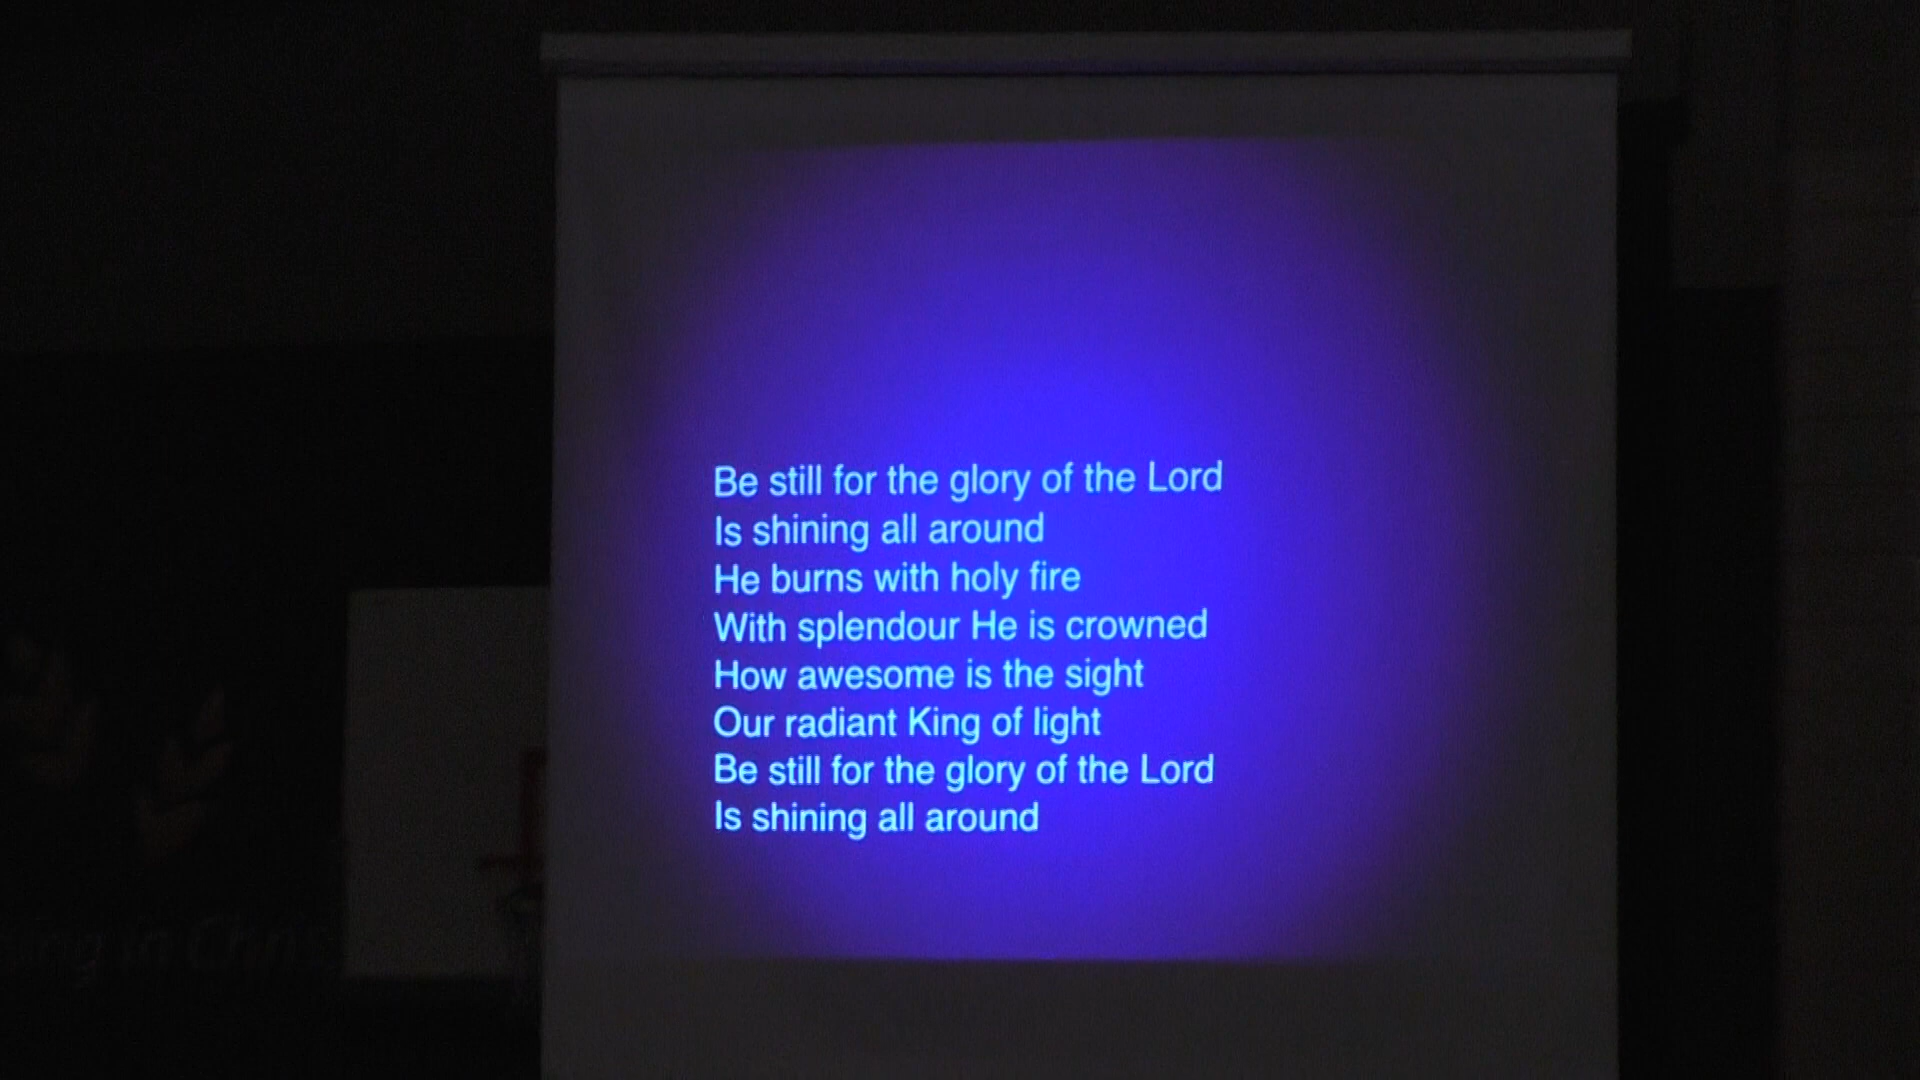 Be still for the glory of the Lord
Is shining all around
He burns with holy fire
With splendour He is crowned
How awesome is the sight
Our radiant King of light
Be still for the glory of the Lord
Is shining all around
in